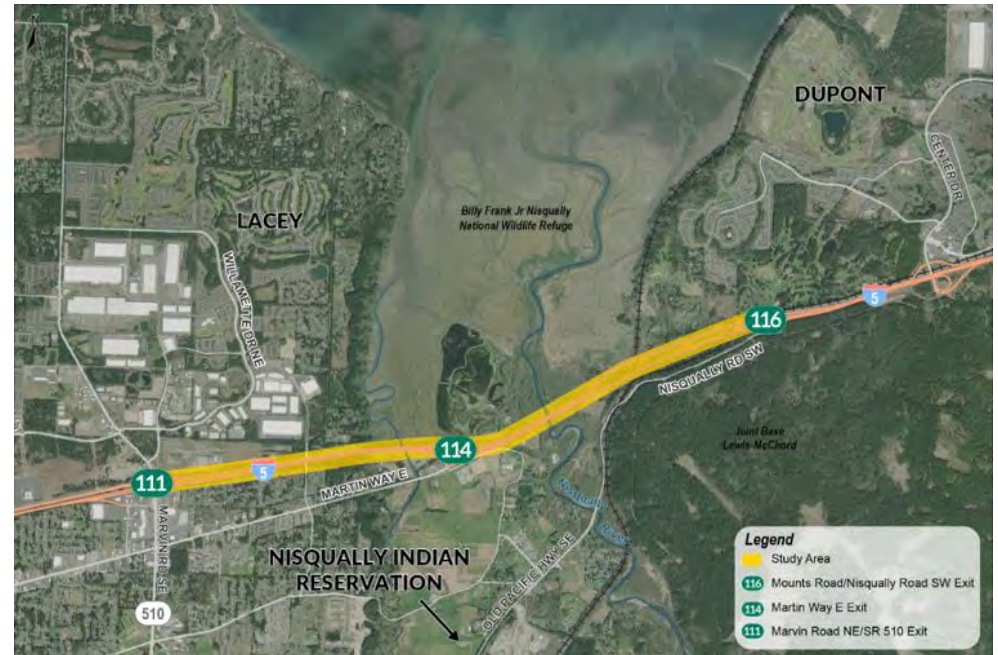 N
DUPONT
CENTER DR
Billy Frank Jr Nisqually
National Wildlife Refuge
LACEY
WILLAMETTE DR NE
5
116
NISQUALLY RD SW
Joint Base
Lewis-McChord
114
111
5
MARTIN WAY E
MARVIN RD SE
Nisqually River
NISQUALLY INDIAN
RESERVATION
OLD PACIFIC HWY SE
510
Legend
Study Area
116 Mounts Road/Nisqually Road SW Exit
114 Martin Way E Exit
111 Marvin Road NE/SR 510 Exit